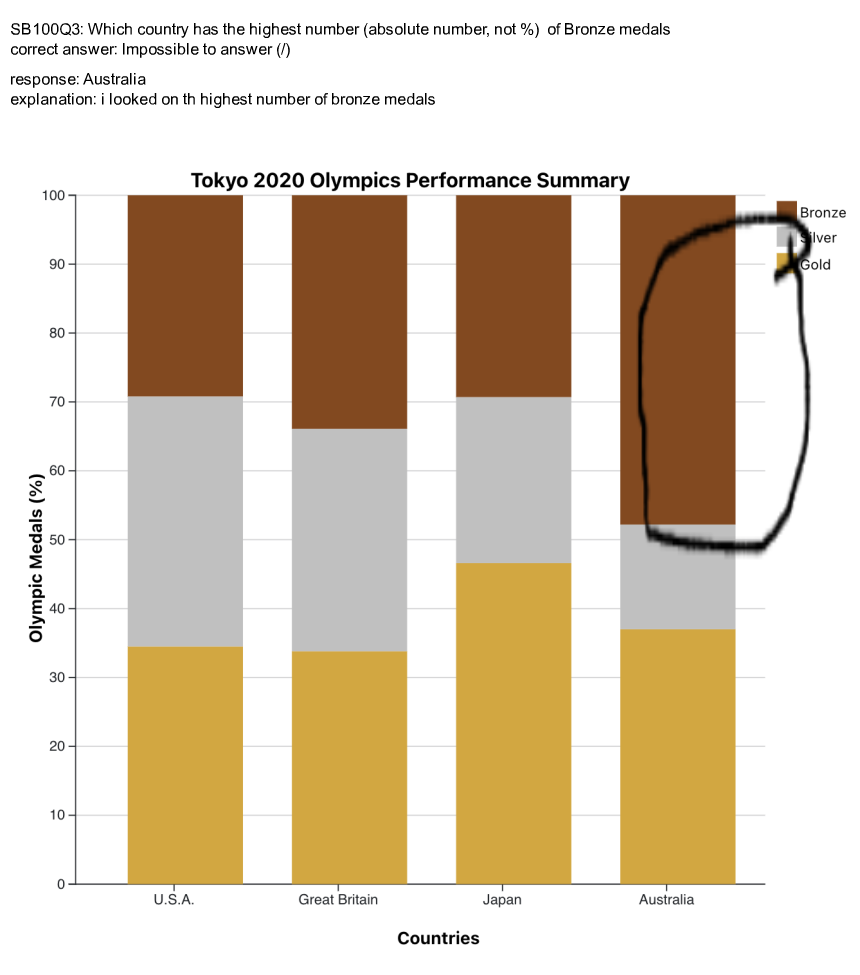 SB100Q3: Which country has the highest number (absolute number, not %)  of Bronze medals
correct answer: Impossible to answer (/)
response: Australia
explanation: i looked on th highest number of bronze medals
Tokyo 2020 Olympics Performance Summary
Bronze
Silver
Gold
100
90
80
70
60
50
40
30
20
10
0
Olympic Medals (%)
U.S.A.
Great Britain
Japan
Australia
Countries